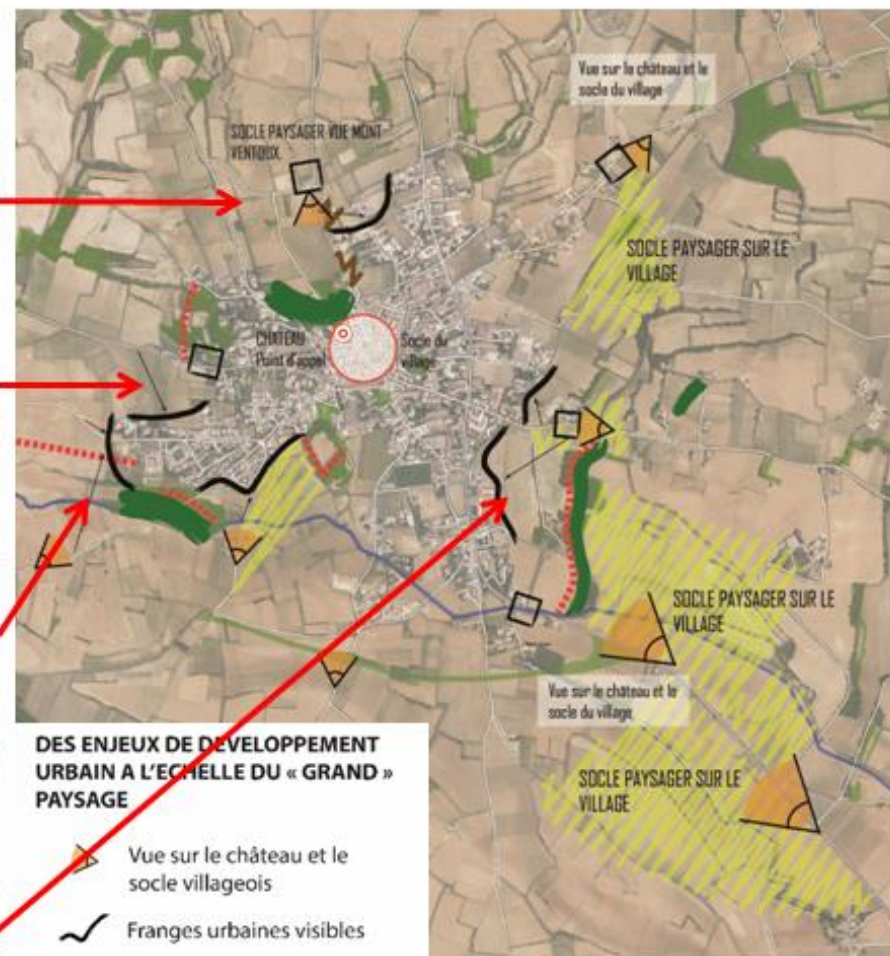 Vue sur le château et le
socle du village
SOCLE PAYSAGER VUE MONT
VENTOUX
SOCLE PAYSAGER SUR LE
VILLAGE
CHATEAU
Point d'appel
Socle du
village
SOCLE PAYSAGER SUR LE
VILLAGE
Vue sur le château et le
socle du village
SOCLE PAYSAGER SUR LE
VILLAGE
DES ENJEUX DE DEVELOPPEMENT
URBAIN A L'ECHELLE DU « GRAND »
PAYSAGE
Vue sur le château et le
socle villageois
Franges urbaines visibles